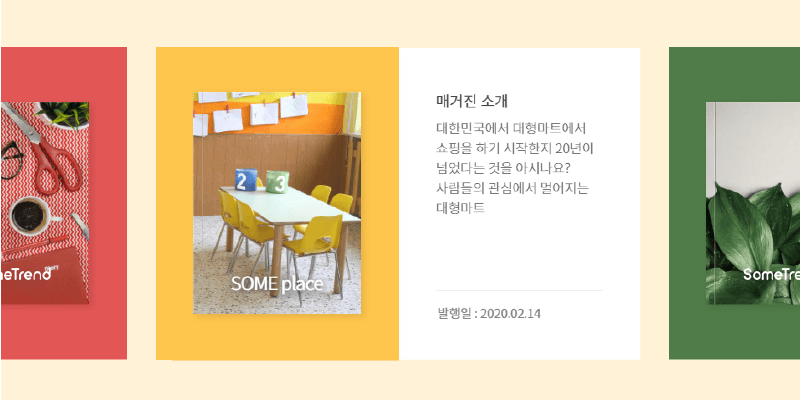 meTrend
2 3
SOME place
매거진 소개
대한민국에서 대형마트에서
쇼핑을 하기 시작한지 20년이
넘었다는 것을 아시나요?
사람들의 관심에서 멀어지는
대형마트
발행일 : 2020.02.14
SomeTre